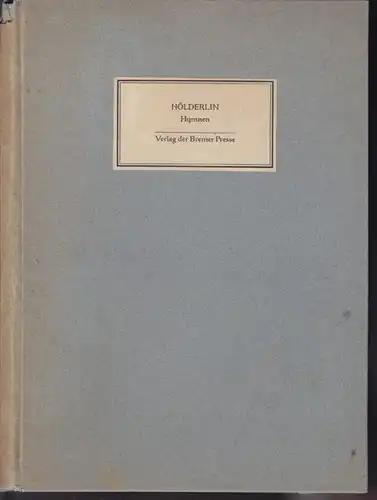 HÖLDERLIN
Hymnen
Verlag der Bremer Presse